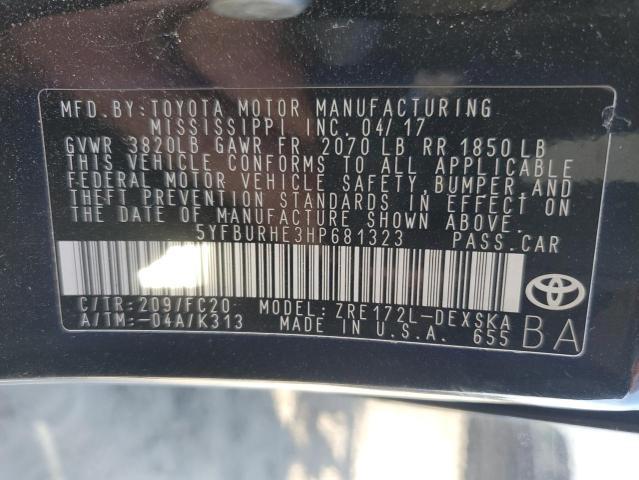 MFD.BY:TOYOTA MOTOR MANUFACTURING
MISSISSIPPI, INC. 04/17
GVWR 3820LB GAWR FR 2070 LB RR 1850LB
THIS VEHICLE CONFORMS TO ALL APPLICABLE
FEDERAL MOTOR VEHICLE SAFETY,BUMPER AND
THEFT PREVENTION STANDARDS IN EFFECT ON
THE DATE OF MANUFACTURE SHOWN ABOVE.
5YFBURHE3HP681323 PASS.CAR
C/TR:209/FC20 MODEL:ZRE172L-DEXSKA
A/TM:-04A/K313 MADE IN U.S.A. 655 BA